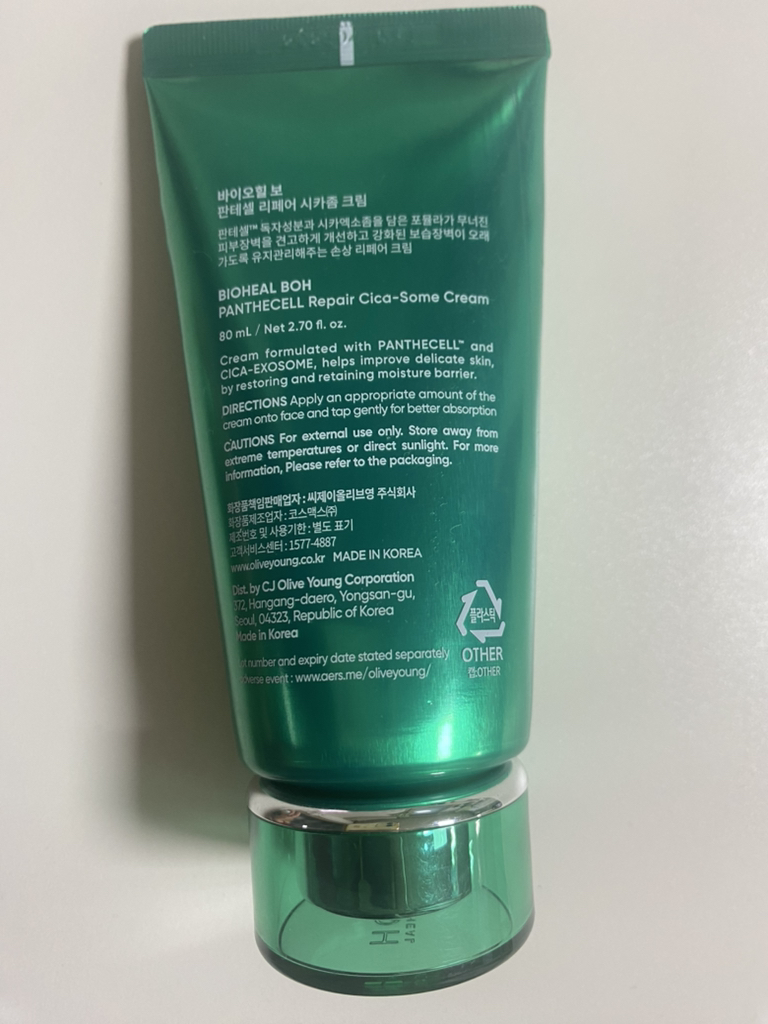 바이오힐 보
판테셀 리페어 시카좀 크림
판테셀™ 독자성분과 시카엑소좀을 담은 포뮬라가 무너진
피부장벽을 견고하게 개선하고 강화된 보습장벽이 오래
가도록 유지관리해주는 손상 리페어 크림
BIOHEAL BOH
PANTHECELL Repair Cica-Some Cream
80 mL / Net 2.70 fl. oz.
Cream formulated with PANTHECELL™ and
CICA-EXOSOME, helps improve delicate skin,
by restoring and retaining moisture barrier.
DIRECTIONS Apply an appropriate amount of the
cream onto face and tap gently for better absorption
CAUTIONS For external use only. Store away from
extreme temperatures or direct sunlight. For more
information, Please refer to the packaging.
화장품책임판매업자 : 씨제이올리브영 주식회사
화장품제조업자 : 코스맥스㈜
제조번호 및 사용기한 : 별도 표기
고객서비스센터 : 1577-4887
www.oliveyoung.co.kr MADE IN KOREA
Dist. by CJ Olive Young Corporation
372, Hangang-daero, Yongsan-gu,
Seoul, 04323, Republic of Korea
Made in Korea
number and expiry date stated separately
event : www.aers.me/oliveyoung/
플라스틱
OTHER
캡:OTHER